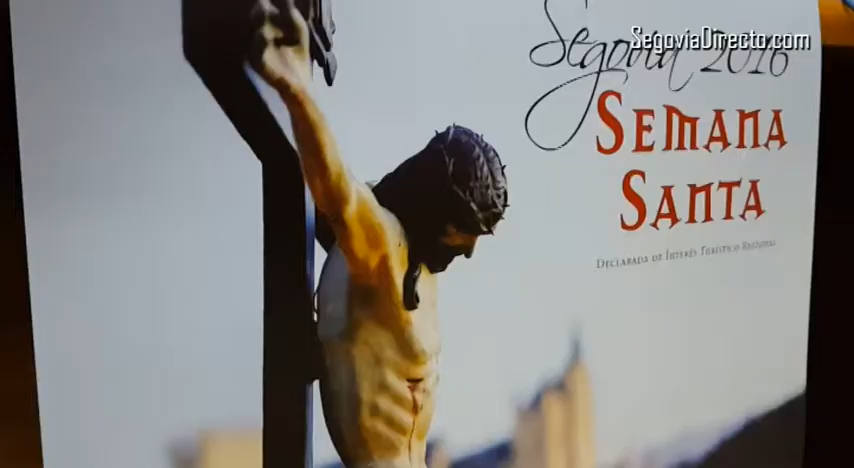 SegoviaDirecto.com
Segovia 2016
SEMANA
SANTA
DECLARADA DE INTERÉS TURÍSTICO REGIONAL